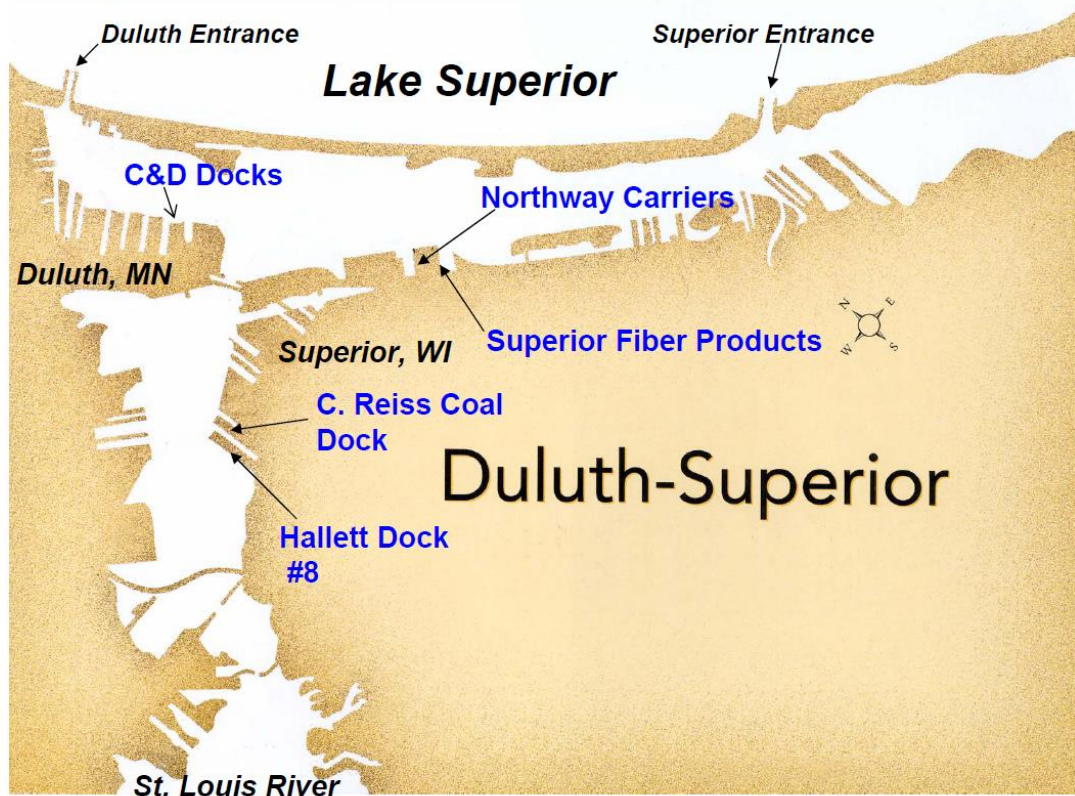 Duluth Entrance
Superior Entrance
Lake Superior
C&D Docks
Northway Carriers
Duluth, MN
N
E
W
S
Superior, WI
Superior Fiber Products
C. Reiss Coal
Dock
Duluth-Superior
Hallett Dock
#8
St. Louis River